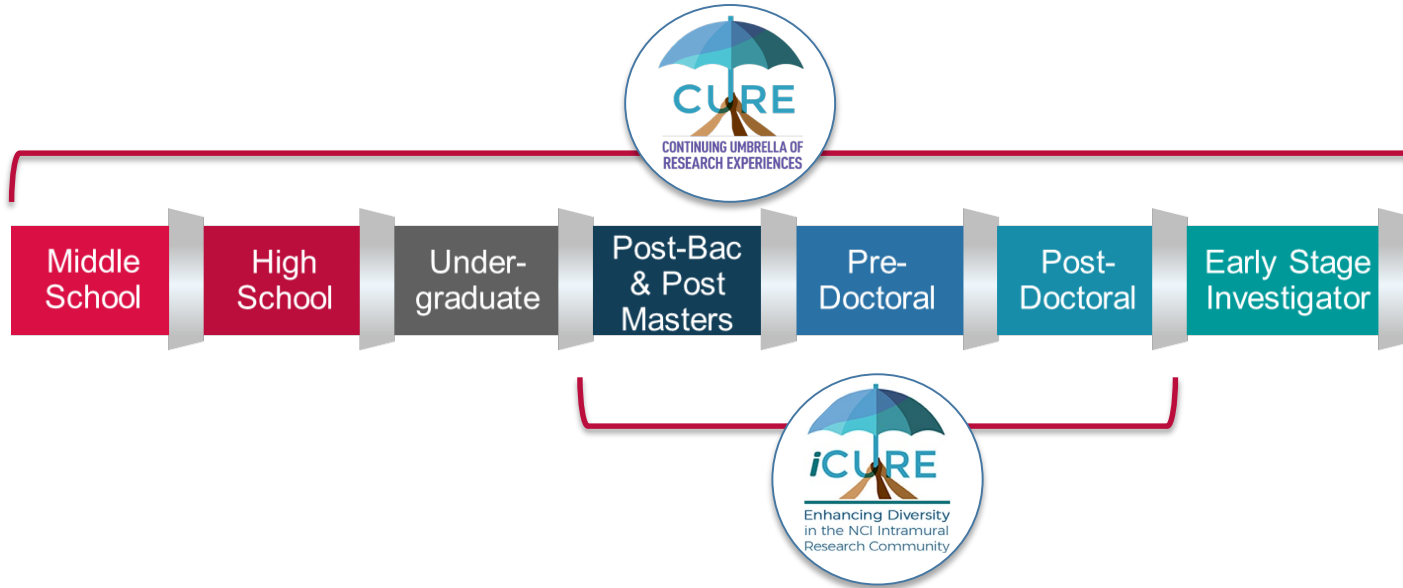 CURE
CONTINUING UMBRELLA OF
RESEARCH EXPERIENCES
Middle
School
High
School
Under-
graduate
Post-Bac
& Post
Masters
Pre-
Doctoral
Post-
Doctoral
Early Stage
Investigator
iCURE
Enhancing Diversity
in the NCI Intramural
Research Community